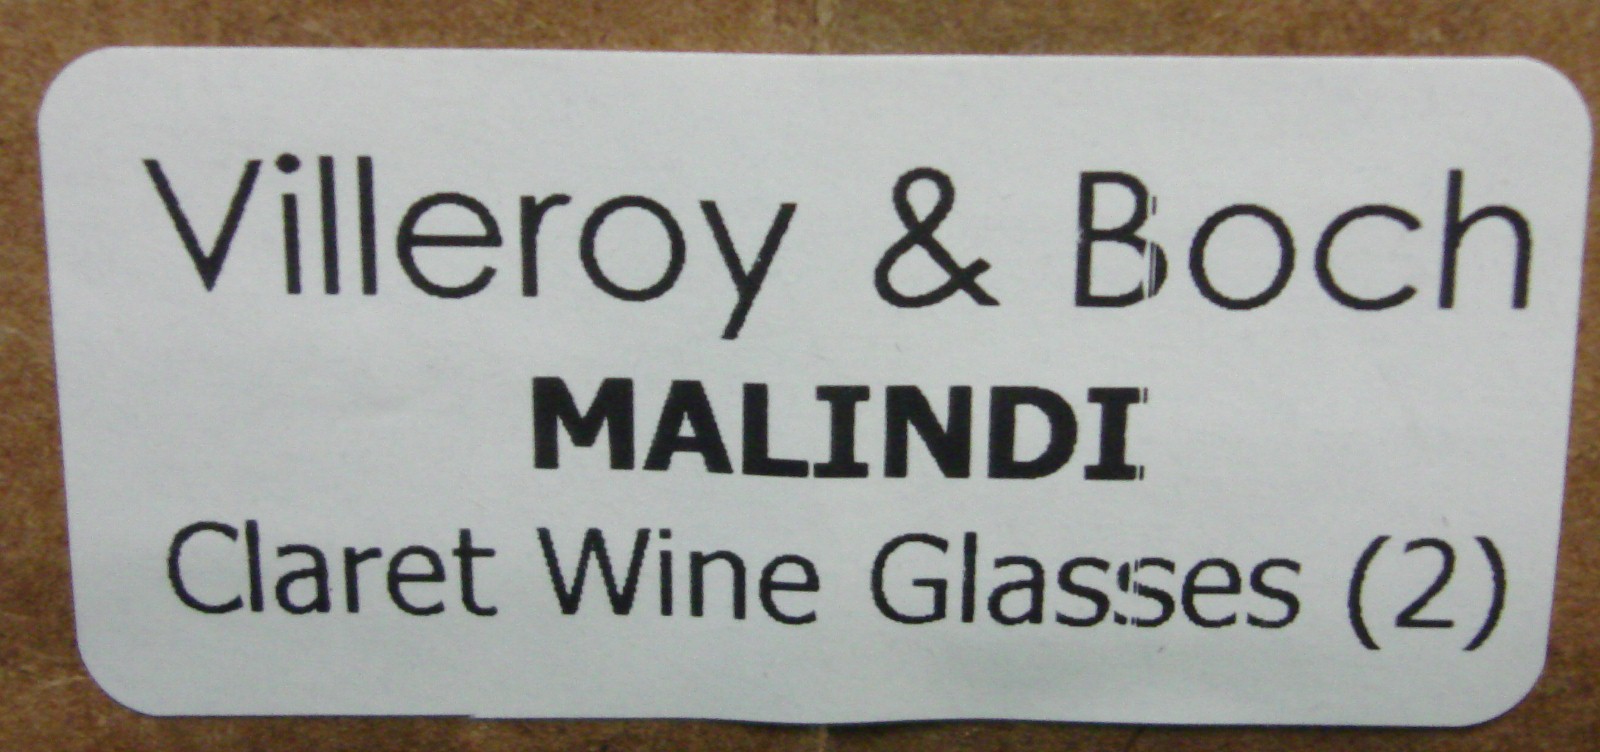 Villeroy & Boch
MALINDI
Claret Wine Glasses (2)